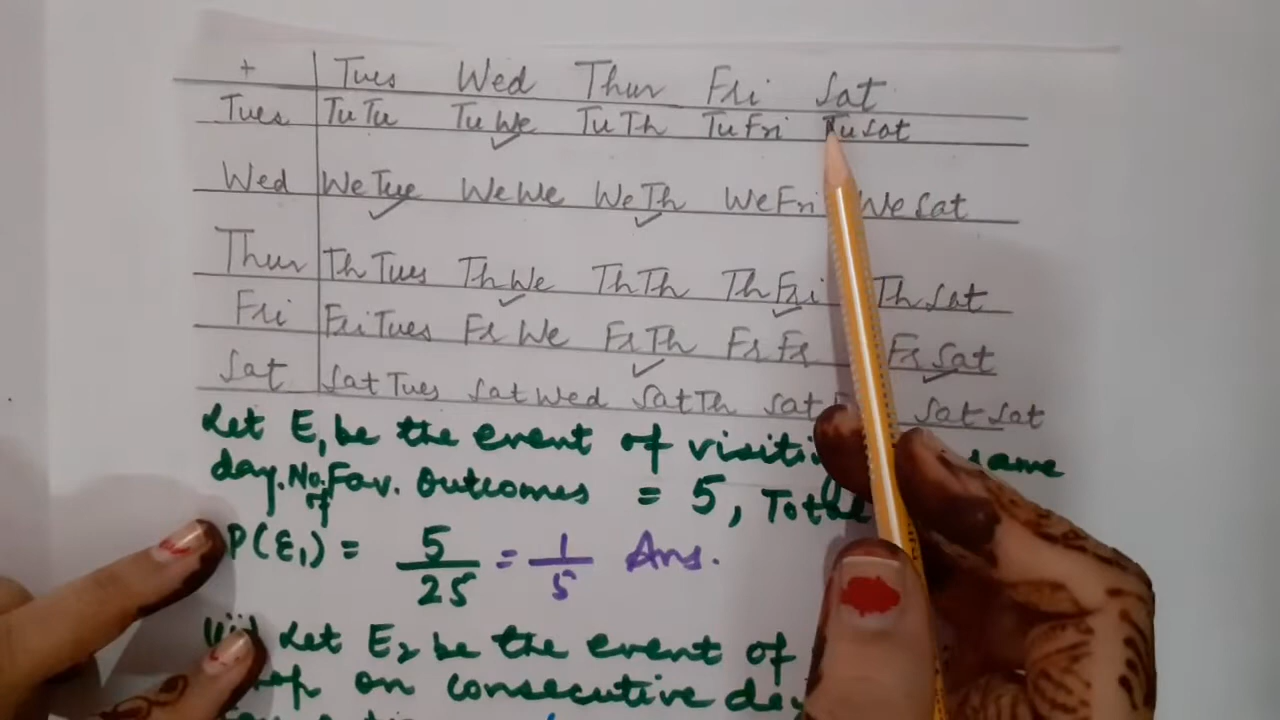 + Tues Wed Thur Fri Sat
Tues TuTu TuWe TuTh TuFri TuSat
Wed WeTue WeWe WeTh WeFri WeSat
Thur ThTues ThWe ThTh ThFri ThSat
Fri FriTues FrWe FrTh FrFr FrSat
Sat SatTues SatWed SatTh Sat SatSat
Let E1 be the event of same
day. No. of Fav. Outcomes = 5,
P(E1) = 5/25 = 1/5 Ans.
Let E2 be the event of
on consecutive